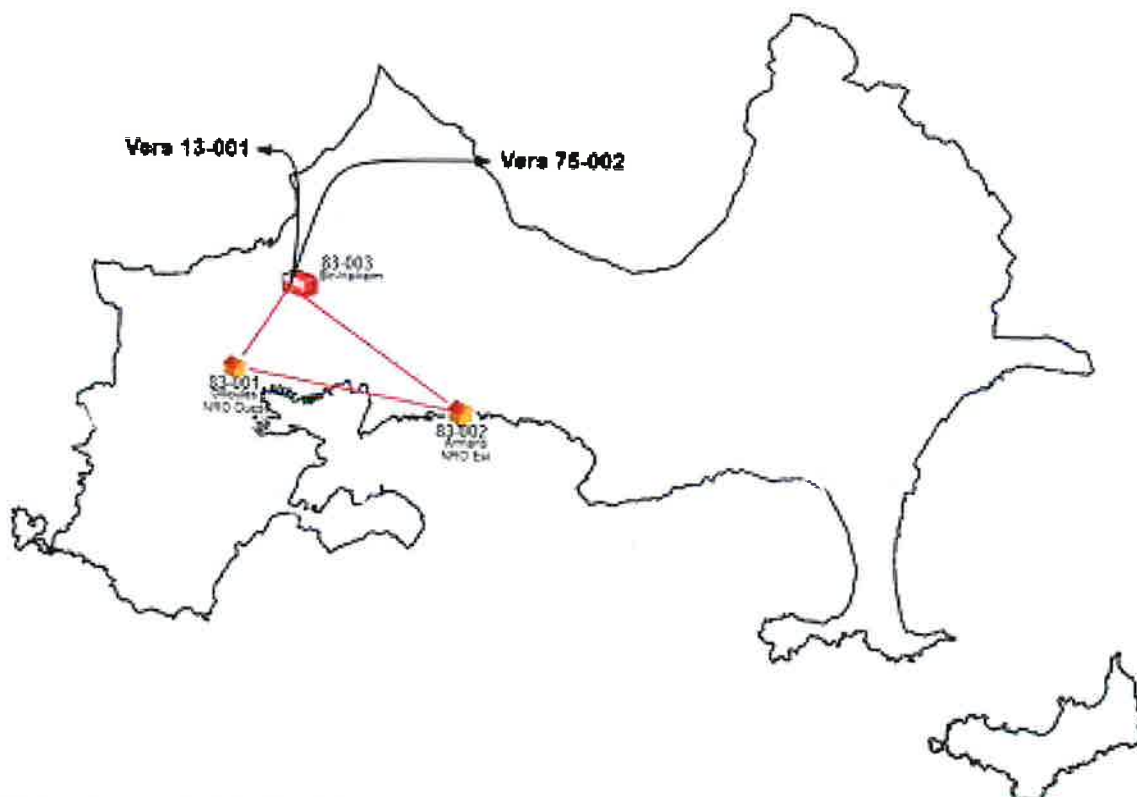 Vers 13-001
Vers 75-002
83-003
83-001
NRO Ouest
83-002
NRO Est